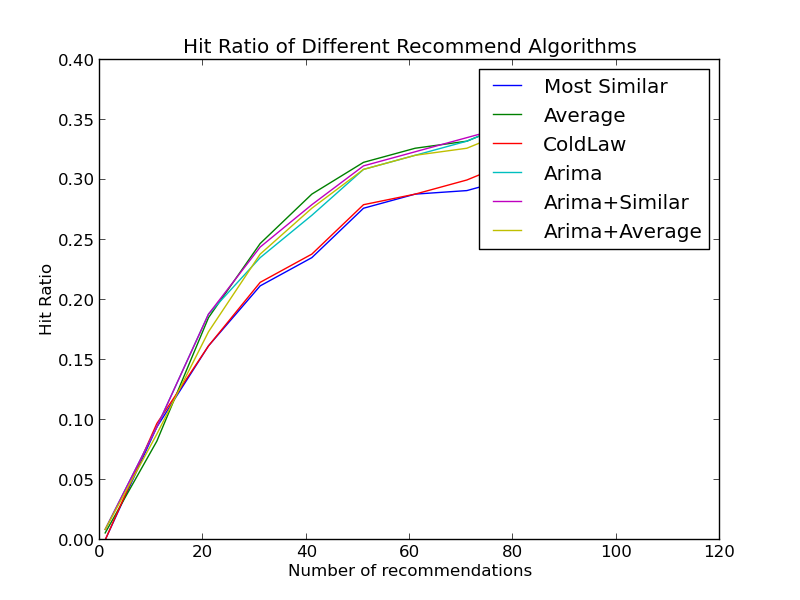 Hit Ratio of Different Recommend Algorithms
0.40
0.35
0.30
0.25
0.20
0.15
0.10
0.05
0.00
Hit Ratio
Most Similar
Average
ColdLaw
Arima
Arima+Similar
Arima+Average
0 20 40 60 80 100 120
Number of recommendations